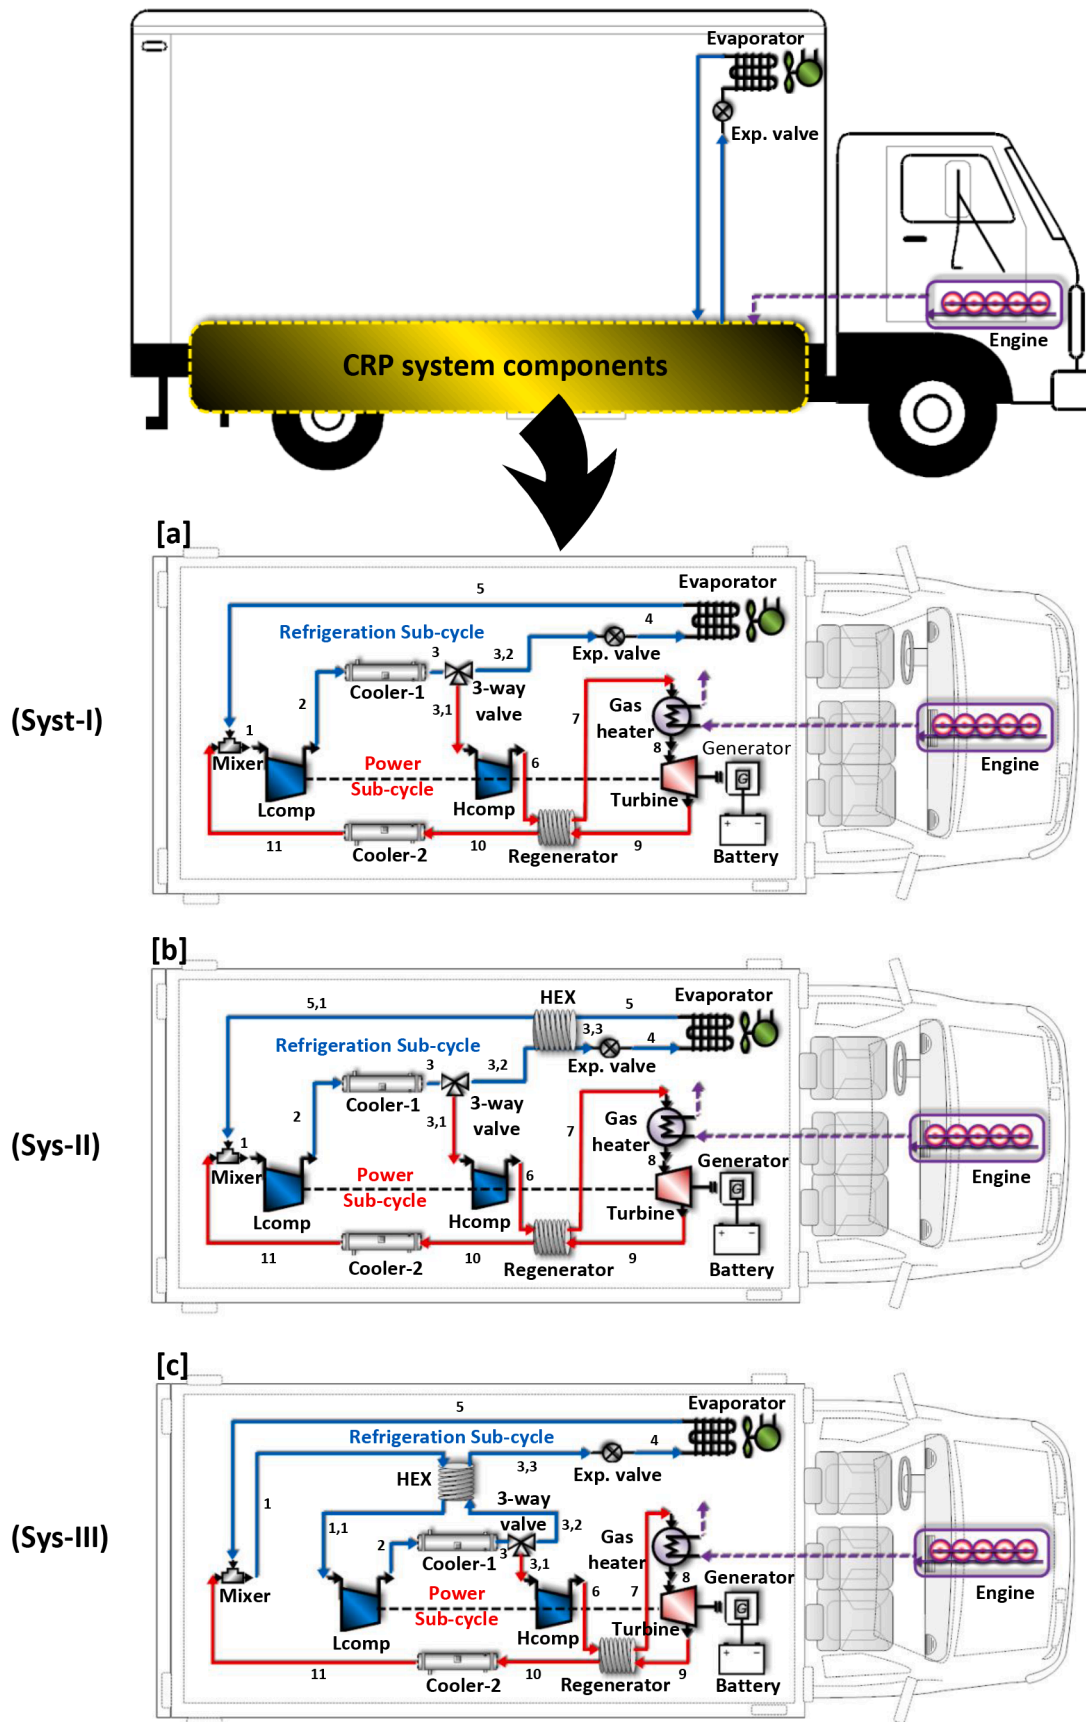 Evaporator
Exp. valve
Engine
CRP system components
[a]
Evaporator
5
4
Refrigeration Sub-cycle
Exp. valve
3
3,2
Cooler-1
3-way
valve
2
3,1
7
Gas
heater
(Syst-I)
1
Mixer
8
Generator
G
Power
Sub-cycle
6
Engine
Lcomp
Hcomp
Turbine
+ −
11
Cooler-2
10
Regenerator
9
Battery
[b]
HEX
Evaporator
5,1
5
3,3
4
Refrigeration Sub-cycle
Exp. valve
3
3,2
Cooler-1
3-way
valve
2
3,1
7
Gas
heater
(Sys-II)
1
Mixer
8
Generator
G
Power
Sub-cycle
6
Engine
Lcomp
Hcomp
Turbine
+ −
11
Cooler-2
10
Regenerator
9
Battery
[c]
Evaporator
5
Refrigeration Sub-cycle
4
HEX
3,3
Exp. valve
1
3-way
valve
1,1
2
3,2
Cooler-1
3
3,1
Gas
heater
(Sys-III)
Mixer
8
Generator
G
Power
Sub-cycle
6
7
Engine
Lcomp
Hcomp
Turbine
+ −
11
Cooler-2
10
Regenerator
9
Battery